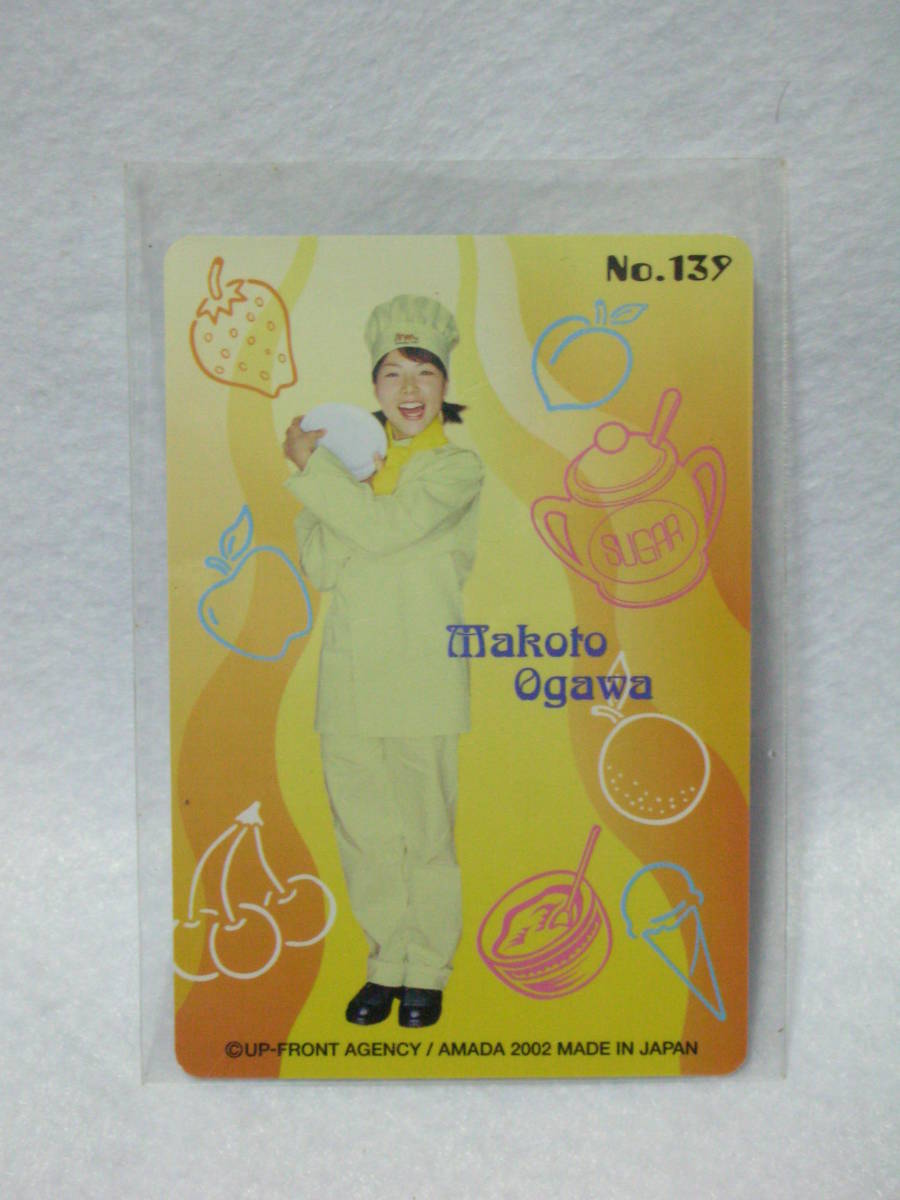 No.139
SUGAR
Makoto
Ogawa
©UP-FRONT AGENCY / AMADA 2002 MADE IN JAPAN